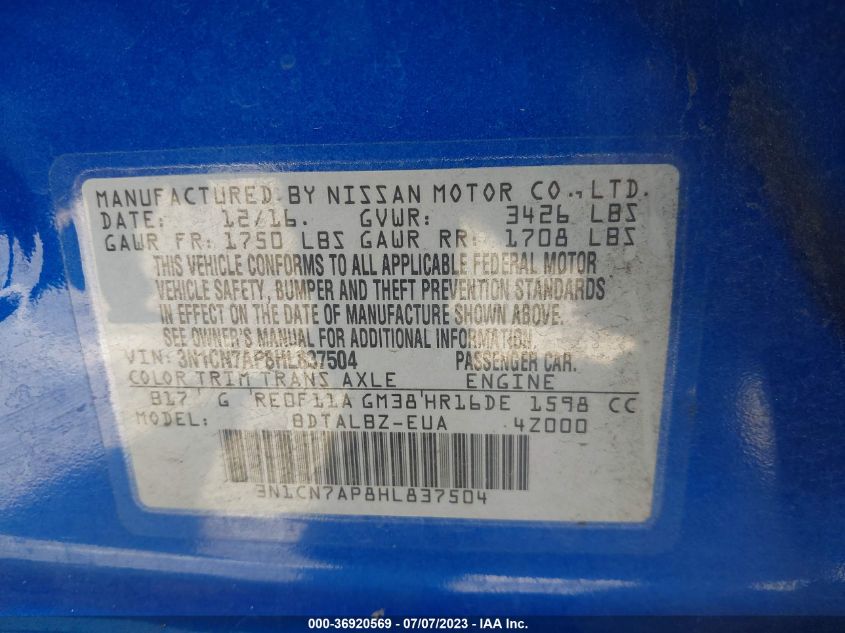 MANUFACTURED BY NISSAN MOTOR CO., LTD.
DATE: 12/16. GVWR: 3426 LBS
GAWR FR: 1750 LBS GAWR RR: 1708 LBS
THIS VEHICLE CONFORMS TO ALL APPLICABLE FEDERAL MOTOR
VEHICLE SAFETY, BUMPER AND THEFT PREVENTION STANDARDS
IN EFFECT ON THE DATE OF MANUFACTURE SHOWN ABOVE.
SEE OWNER'S MANUAL FOR ADDITIONAL INFORMATION.
VIN: 3N1CN7AP8HL837504 PASSENGER CAR.
COLOR TRIM TRANS AXLE ENGINE
B17 G RE0F11A GM38 HR16DE 1598 CC
MODEL: BDTALBZ-EUA 4Z000
3N1CN7AP8HL837504
000-36920569 - 07/07/2023 - IAA Inc.